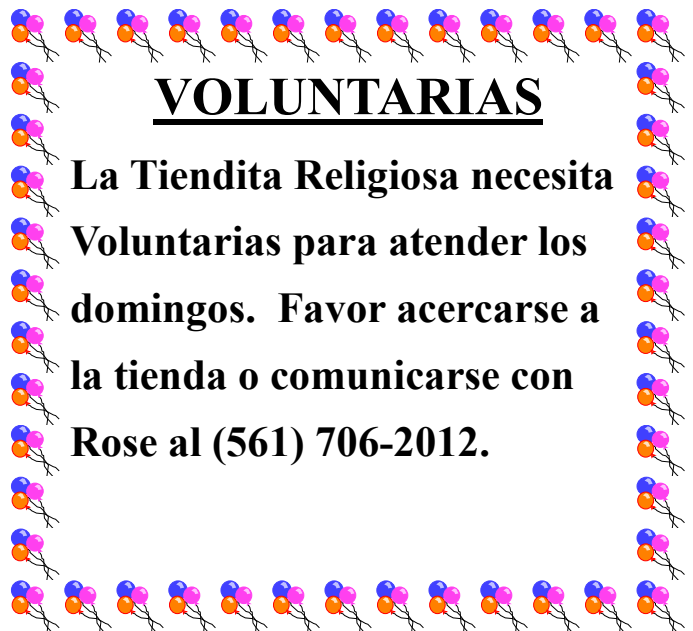 VOLUNTARIAS
La Tiendita Religiosa necesita
Voluntarias para atender los
domingos.  Favor acercarse a
la tienda o comunicarse con
Rose al (561) 706-2012.